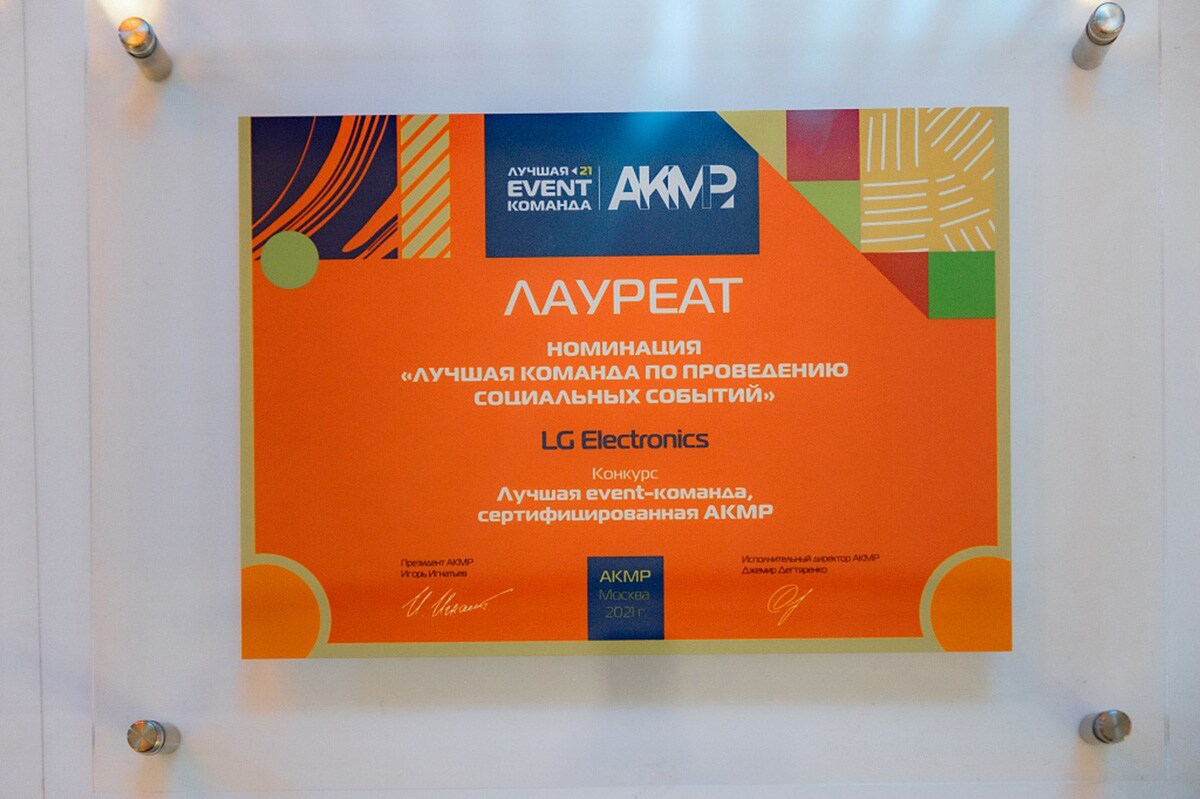 ЛУЧШАЯ 21
EVENT
КОМАНДА
АКМР
ЛАУРЕАТ
НОМИНАЦИЯ
«ЛУЧШАЯ КОМАНДА ПО ПРОВЕДЕНИЮ
СОЦИАЛЬНЫХ СОБЫТИЙ»
LG Electronics
Конкурс
Лучшая event-команда,
сертифицированная АКМР
Президент АКМР
Игорь Игнатьев
АКМР
Москва
2021 г.
Исполнительный директор АКМР
Джемир Дегтяренко